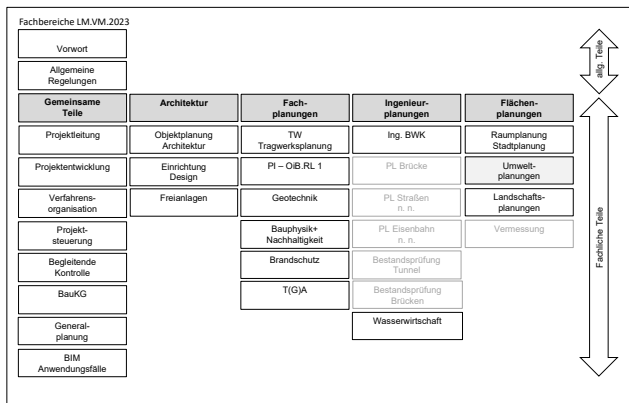 Fachbereiche LM.VM.2023
Vorwort
Allgemeine
Regelungen
allg. Teile
Gemeinsame
Teile
Architektur
Fach-
planungen
Ingenieur-
planungen
Flächen-
planungen
Projektleitung
Objektplanung
Architektur
TW
Tragwerksplanung
Ing. BWK
Raumplanung
Stadtplanung
Projektentwicklung
Einrichtung
Design
PI – OiB.RL 1
PL Brücke
Umwelt-
planungen
Verfahrens-
organisation
Freianlagen
Geotechnik
PL Straßen
n. n.
Landschafts-
planungen
Projekt-
steuerung
Bauphysik+
Nachhaltigkeit
PL Eisenbahn
n. n.
Vermessung
Begleitende
Kontrolle
Brandschutz
Bestandsprüfung
Tunnel
BauKG
T(G)A
Bestandsprüfung
Brücken
General-
planung
Wasserwirtschaft
BIM
Anwendungsfälle
Fachliche Teile